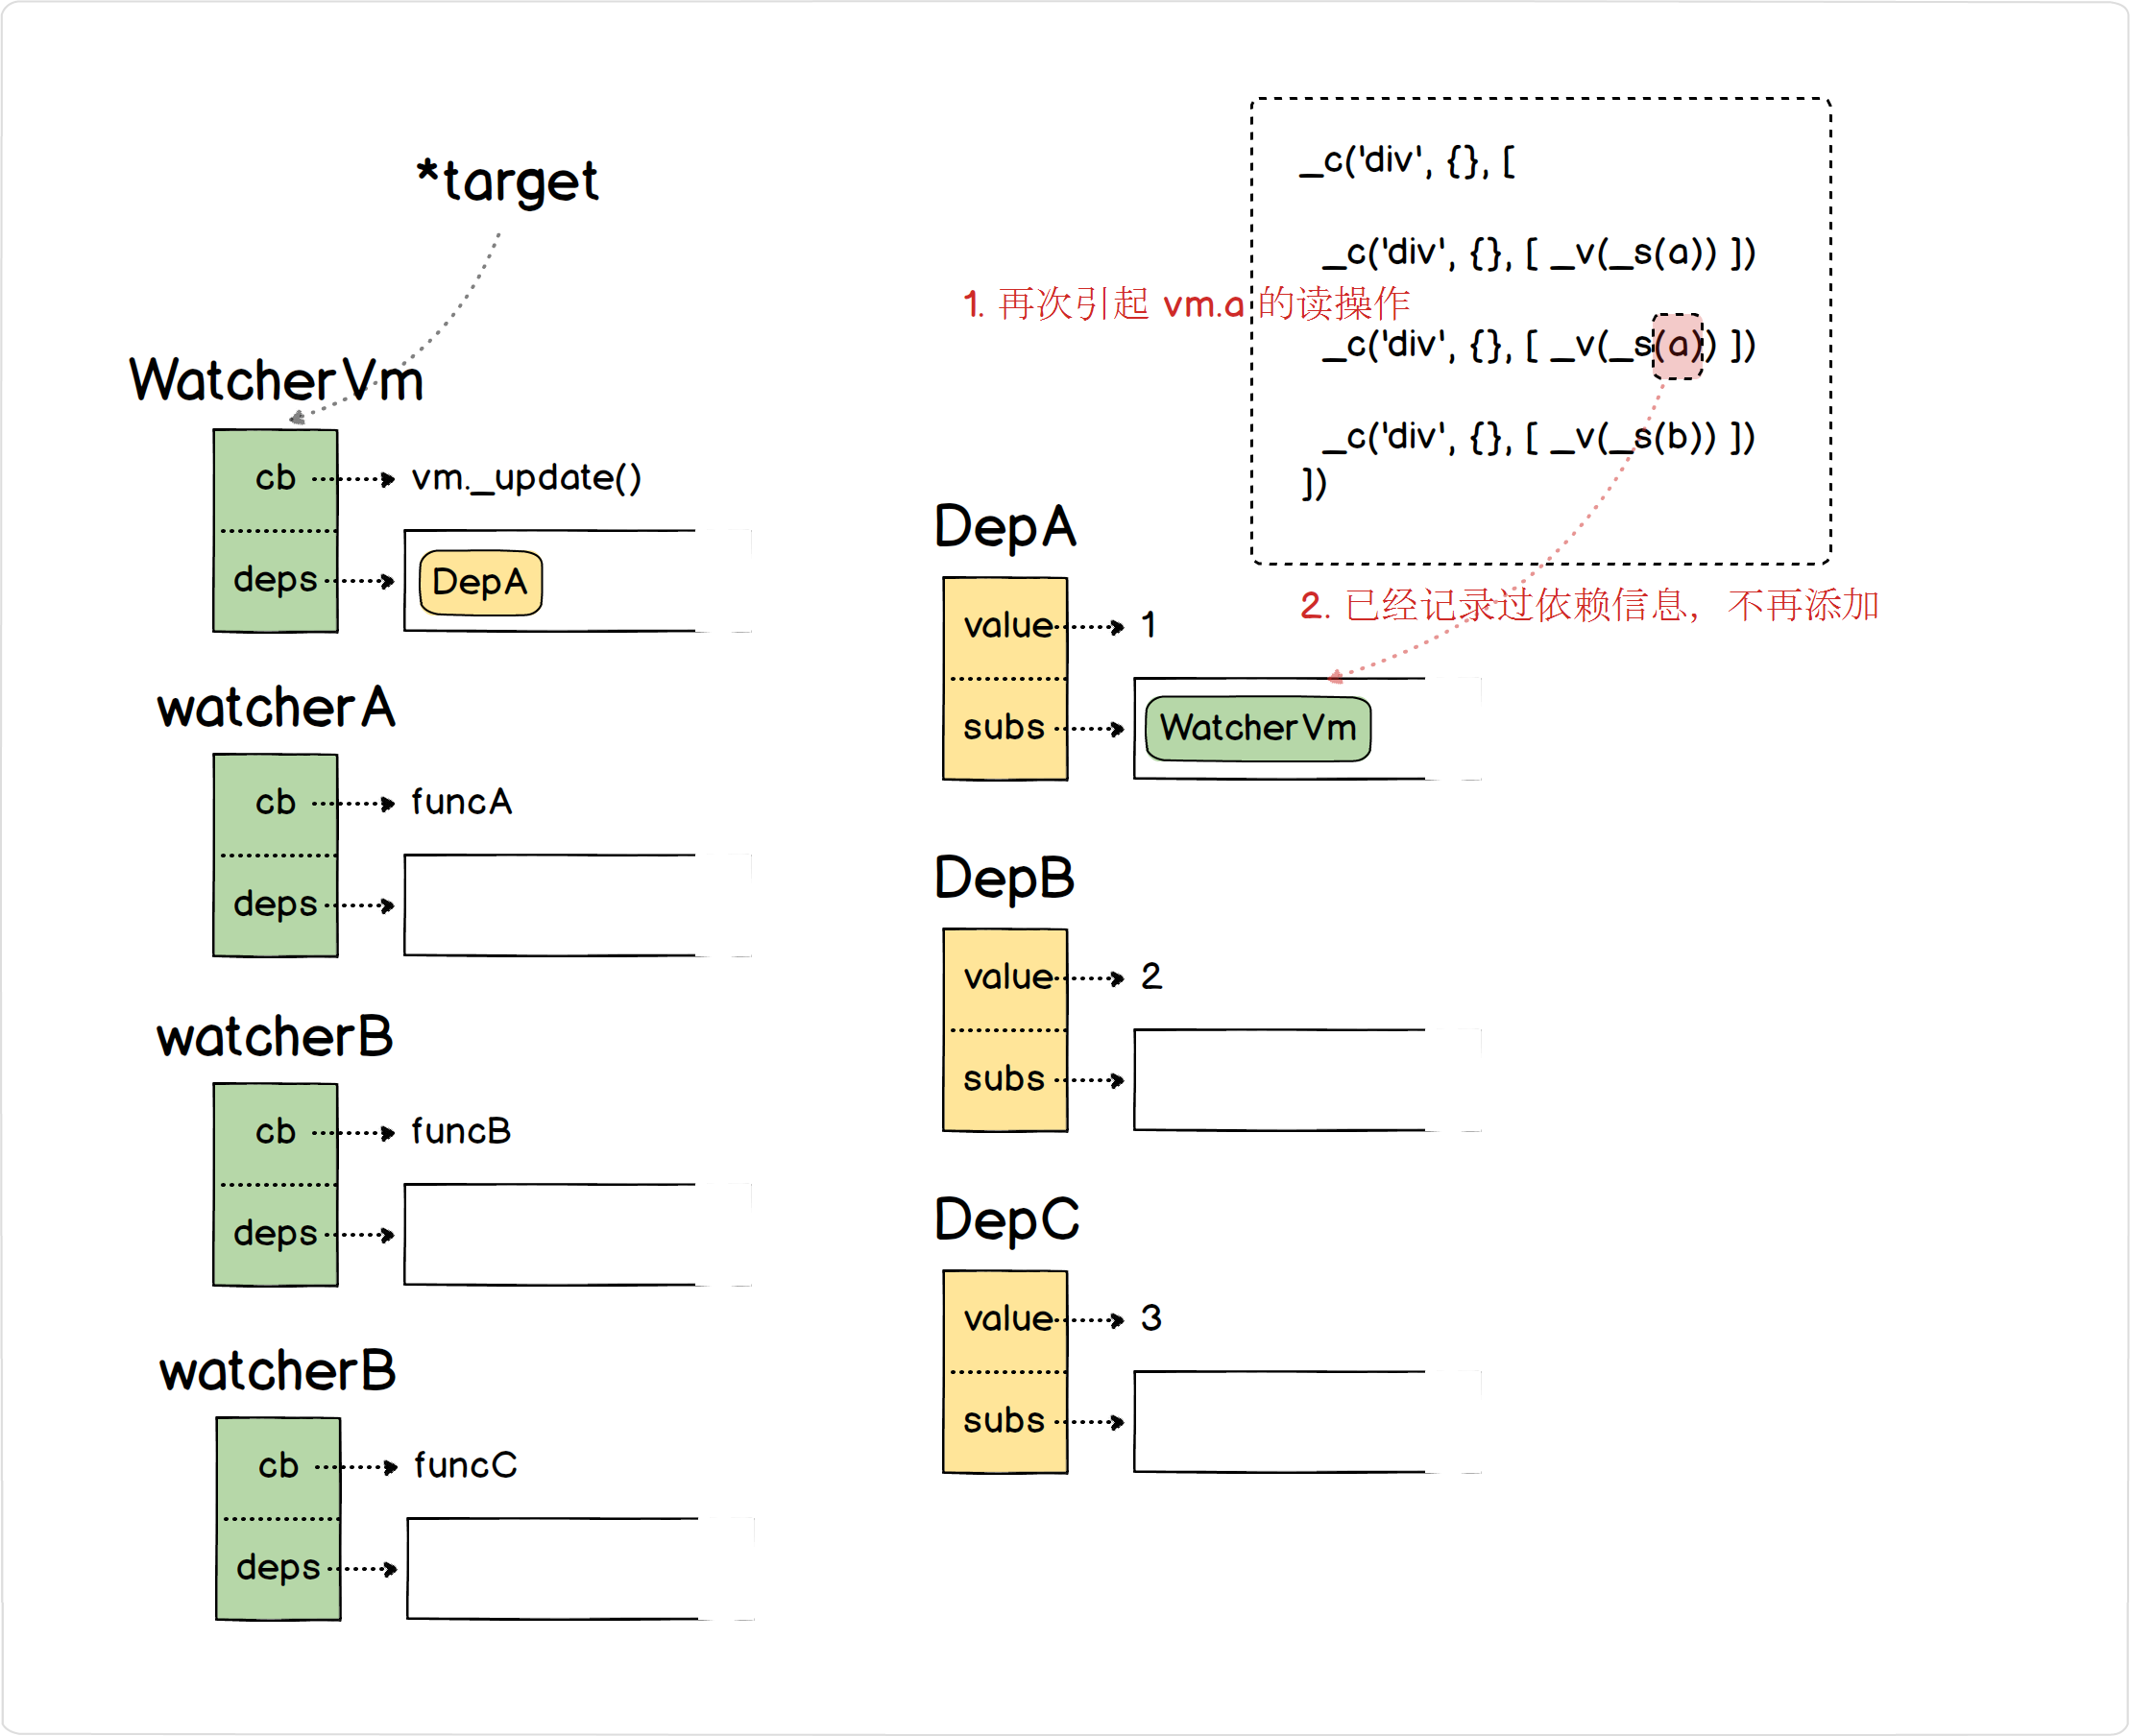 *target
WatcherVm
cb
vm._update()
deps
DepA
watcherA
cb
funcA
deps
watcherB
cb
funcB
deps
watcherB
cb
funcC
deps
_c('div', {}, [
_c('div', {}, [ _v(_s(a)) ])
1. 再次引起 vm.a 的读操作
_c('div', {}, [ _v(_s(a)) ])
_c('div', {}, [ _v(_s(b)) ])
])
DepA
2. 已经记录过依赖信息，不再添加
value
1
subs
WatcherVm
DepB
value
2
subs
DepC
value
3
subs